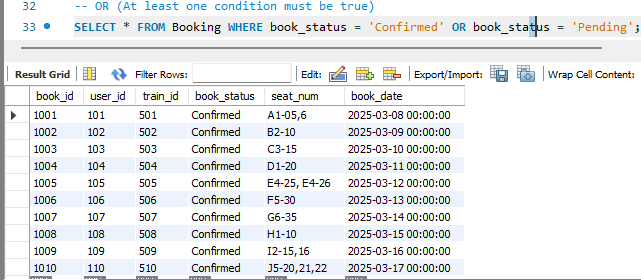 32 -- OR (At least one condition must be true)
33 SELECT * FROM Booking WHERE book_status = 'Confirmed' OR book_status = 'Pending';
Result Grid Filter Rows: Edit: Export/Import: Wrap Cell Content:
book_id user_id train_id book_status seat_num book_date
1001 101 501 Confirmed A1-05,6 2025-03-08 00:00:00
1002 102 502 Confirmed B2-10 2025-03-09 00:00:00
1003 103 503 Confirmed C3-15 2025-03-10 00:00:00
1004 104 504 Confirmed D1-20 2025-03-11 00:00:00
1005 105 505 Confirmed E4-25, E4-26 2025-03-12 00:00:00
1006 106 506 Confirmed F5-30 2025-03-13 00:00:00
1007 107 507 Confirmed G6-35 2025-03-14 00:00:00
1008 108 508 Confirmed H1-10 2025-03-15 00:00:00
1009 109 509 Confirmed I2-15,16 2025-03-16 00:00:00
1010 110 510 Confirmed J5-20,21,22 2025-03-17 00:00:00